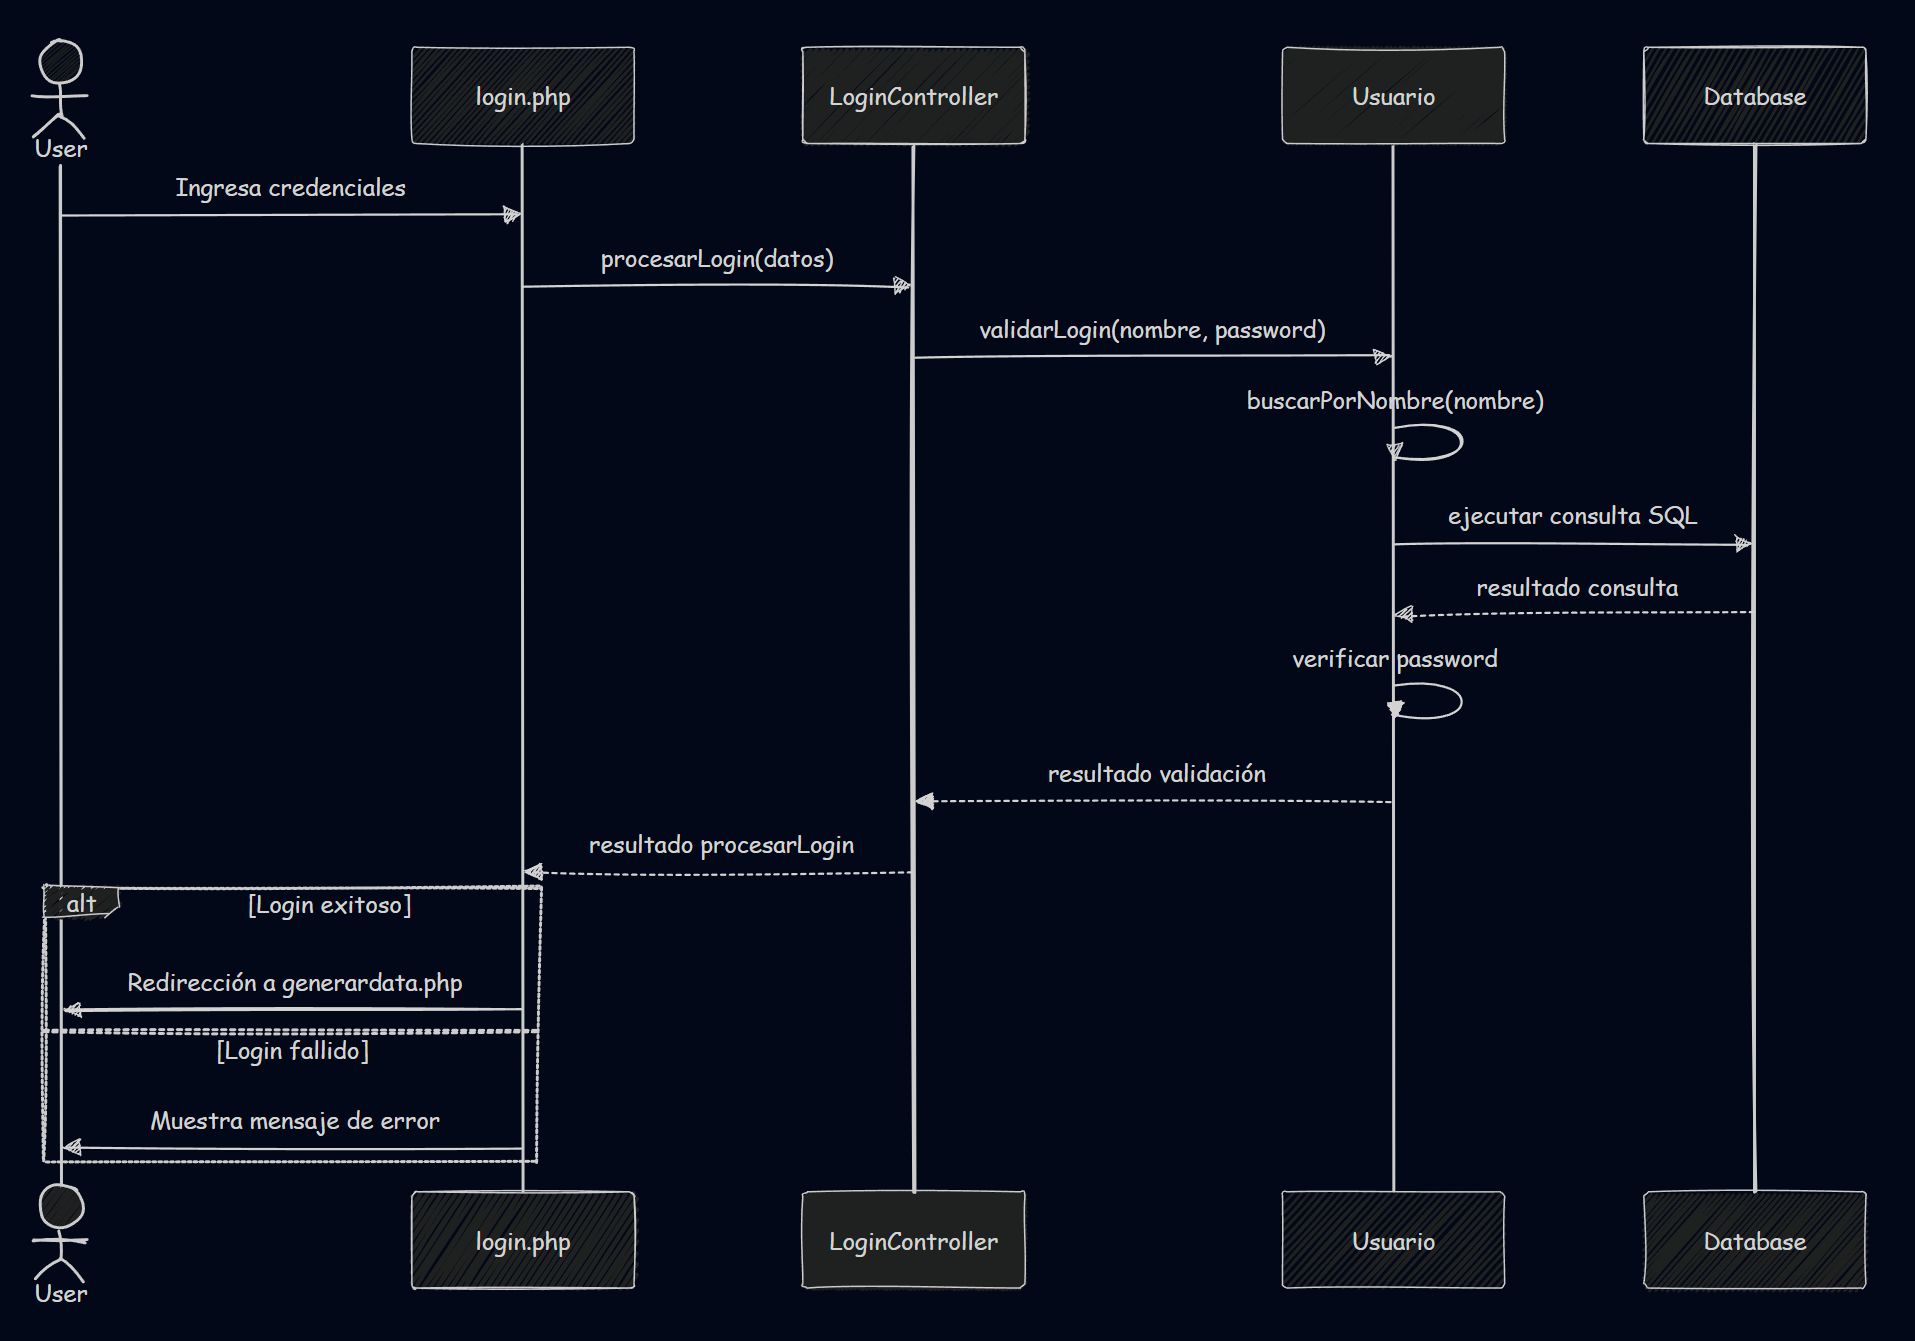 User
login.php
LoginController
Usuario
Database
Ingresa credenciales
procesarLogin(datos)
validarLogin(nombre, password)
buscarPorNombre(nombre)
ejecutar consulta SQL
resultado consulta
verificar password
resultado validación
resultado procesarLogin
alt
[Login exitoso]
Redirección a generardata.php
[Login fallido]
Muestra mensaje de error
User
login.php
LoginController
Usuario
Database